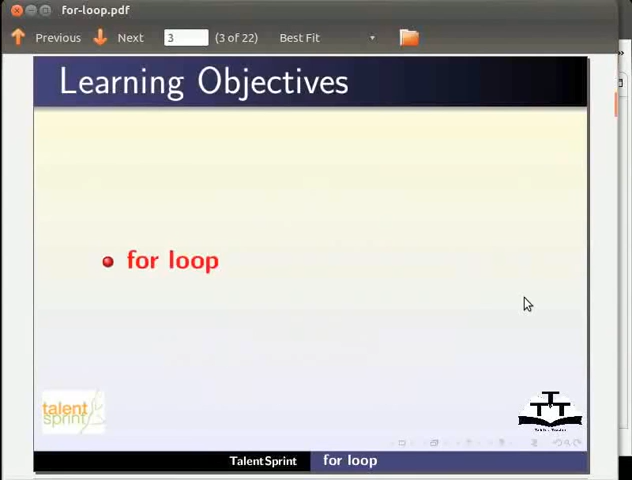 for-loop.pdf
Previous Next 3 (3 of 22) Best Fit
Learning Objectives
for loop
talent
sprint
TTT
TalentSprint for loop